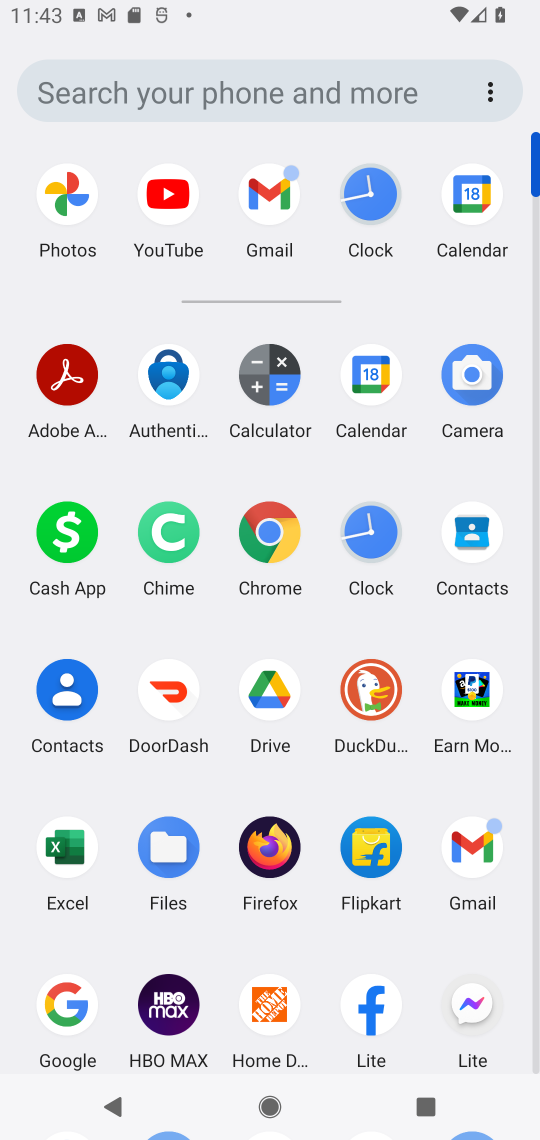 11:43
Search your phone and more
Photos YouTube Gmail Clock Calendar
Adobe A... Authenti... Calculator Calendar Camera
Cash App Chime Chrome Clock Contacts
Contacts DoorDash Drive DuckDu... Earn Mo...
Excel Files Firefox Flipkart Gmail
Google HBO MAX Home D... Lite Lite